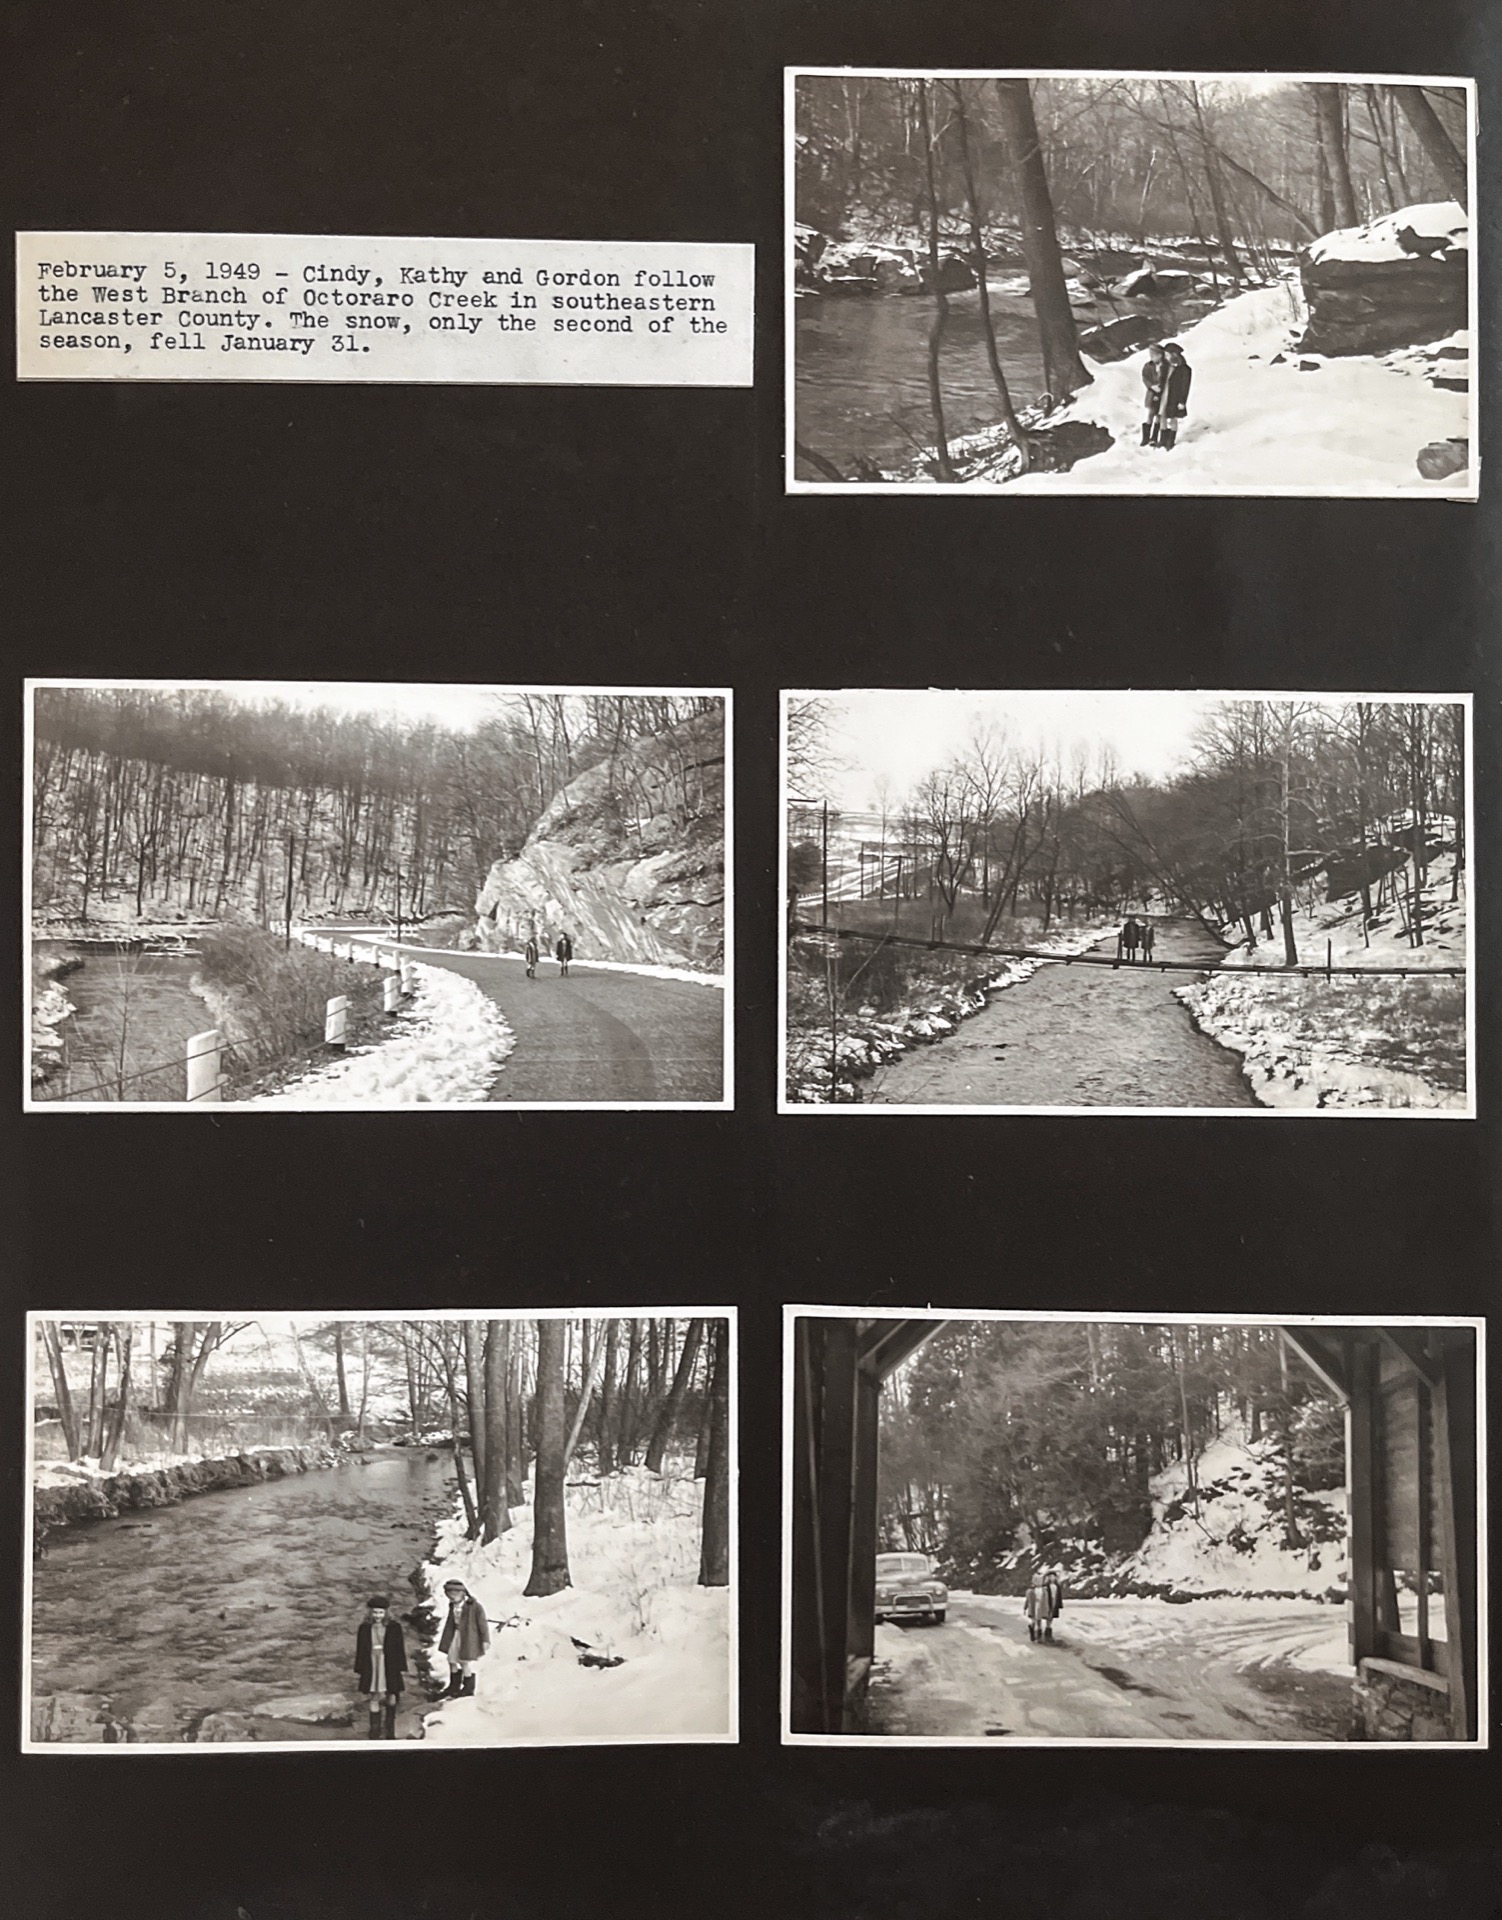 February 5, 1949 - Cindy, Kathy and Gordon follow
the West Branch of Octoraro Creek in southeastern
Lancaster County. The snow, only the second of the
season, fell January 31.